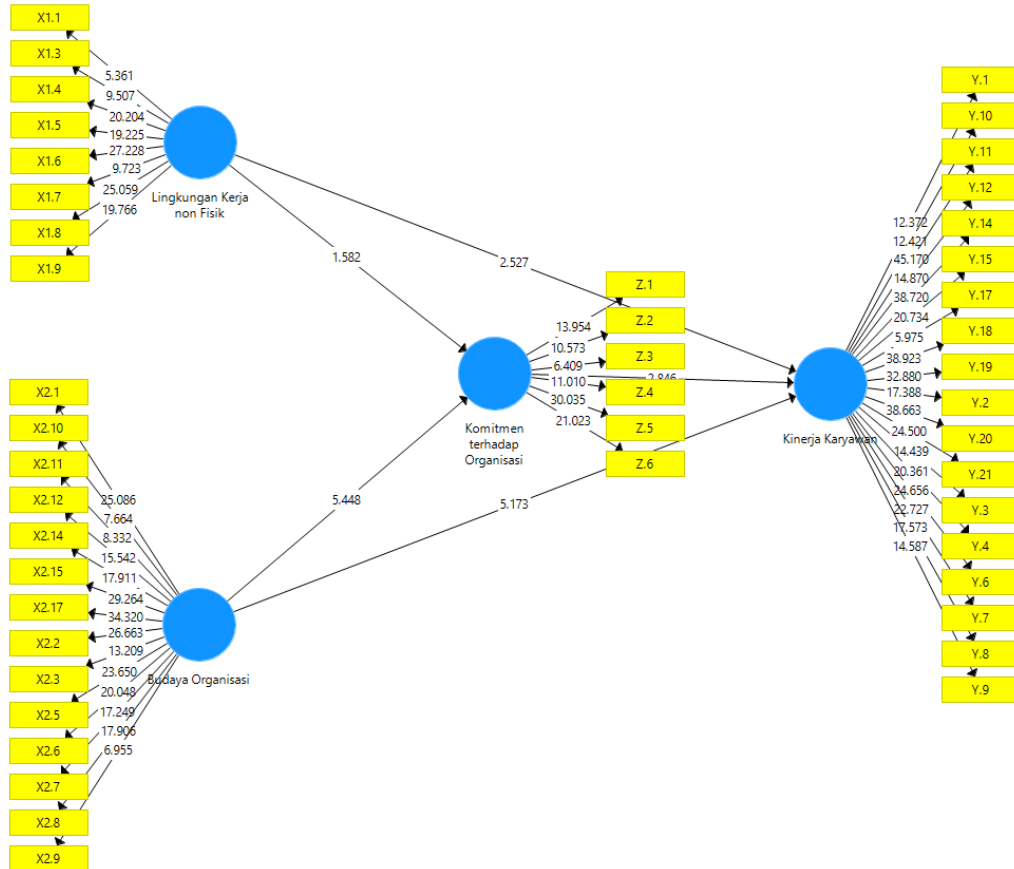 X1.1
X1.3
X1.4
X1.5
X1.6
X1.7
X1.8
X1.9
5.361
9.507
20.204
19.225
27.228
9.723
25.059
19.766
Lingkungan Kerja
non Fisik
1.582
2.527
X2.1
X2.10
X2.11
X2.12
X2.14
X2.15
X2.17
X2.2
X2.3
X2.5
X2.6
X2.7
X2.8
X2.9
25.086
7.664
8.332
15.542
17.911
29.264
34.320
26.663
13.209
23.650
20.048
17.249
17.906
6.955
Budaya Organisasi
5.448
5.173
Komitmen
terhadap
Organisasi
13.954
10.573
6.409
11.010
30.035
21.023
2.846
Z.1
Z.2
Z.3
Z.4
Z.5
Z.6
Kinerja Karyawan
12.372
12.421
45.170
14.870
38.720
20.734
5.975
38.923
32.880
17.388
38.663
24.500
14.439
20.361
24.656
22.727
17.573
14.587
Y.1
Y.10
Y.11
Y.12
Y.14
Y.15
Y.17
Y.18
Y.19
Y.2
Y.20
Y.21
Y.3
Y.4
Y.6
Y.7
Y.8
Y.9